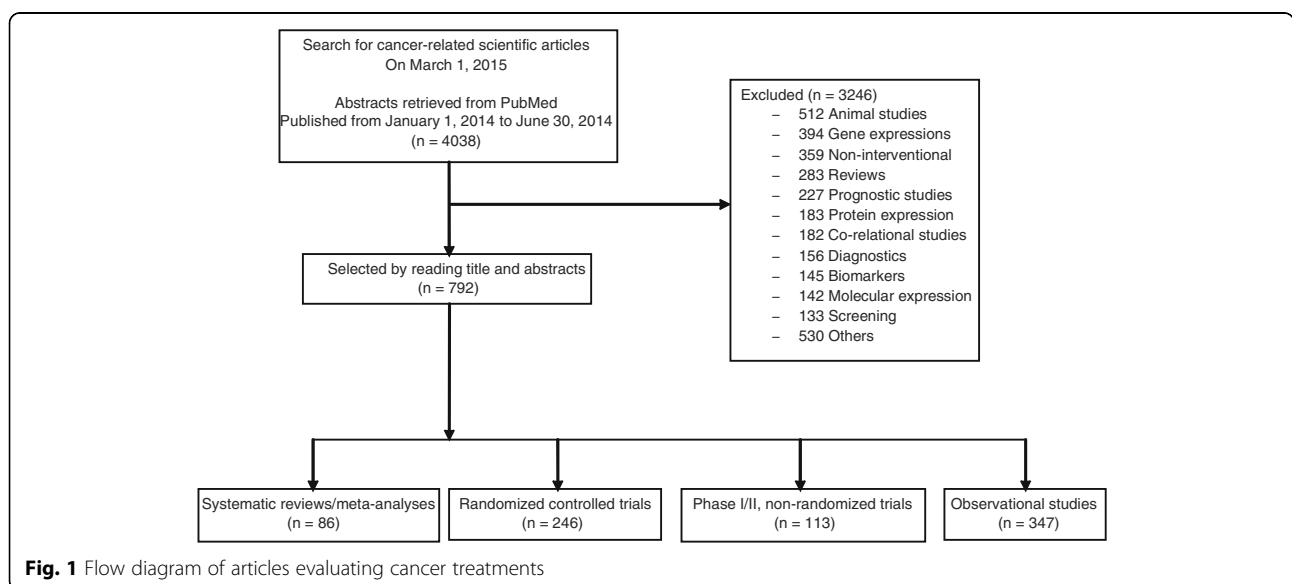 Search for cancer-related scientific articles
On March 1, 2015
Abstracts retrieved from PubMed
Published from January 1, 2014 to June 30, 2014
(n = 4038)
Excluded (n = 3246)
– 512 Animal studies
– 394 Gene expressions
– 359 Non-interventional
– 283 Reviews
– 227 Prognostic studies
– 183 Protein expression
– 182 Co-relational studies
– 156 Diagnostics
– 145 Biomarkers
– 142 Molecular expression
– 133 Screening
– 530 Others
Selected by reading title and abstracts
(n = 792)
Systematic reviews/meta-analyses
(n = 86)
Randomized controlled trials
(n = 246)
Phase I/II, non-randomized trials
(n = 113)
Observational studies
(n = 347)
Fig. 1 Flow diagram of articles evaluating cancer treatments